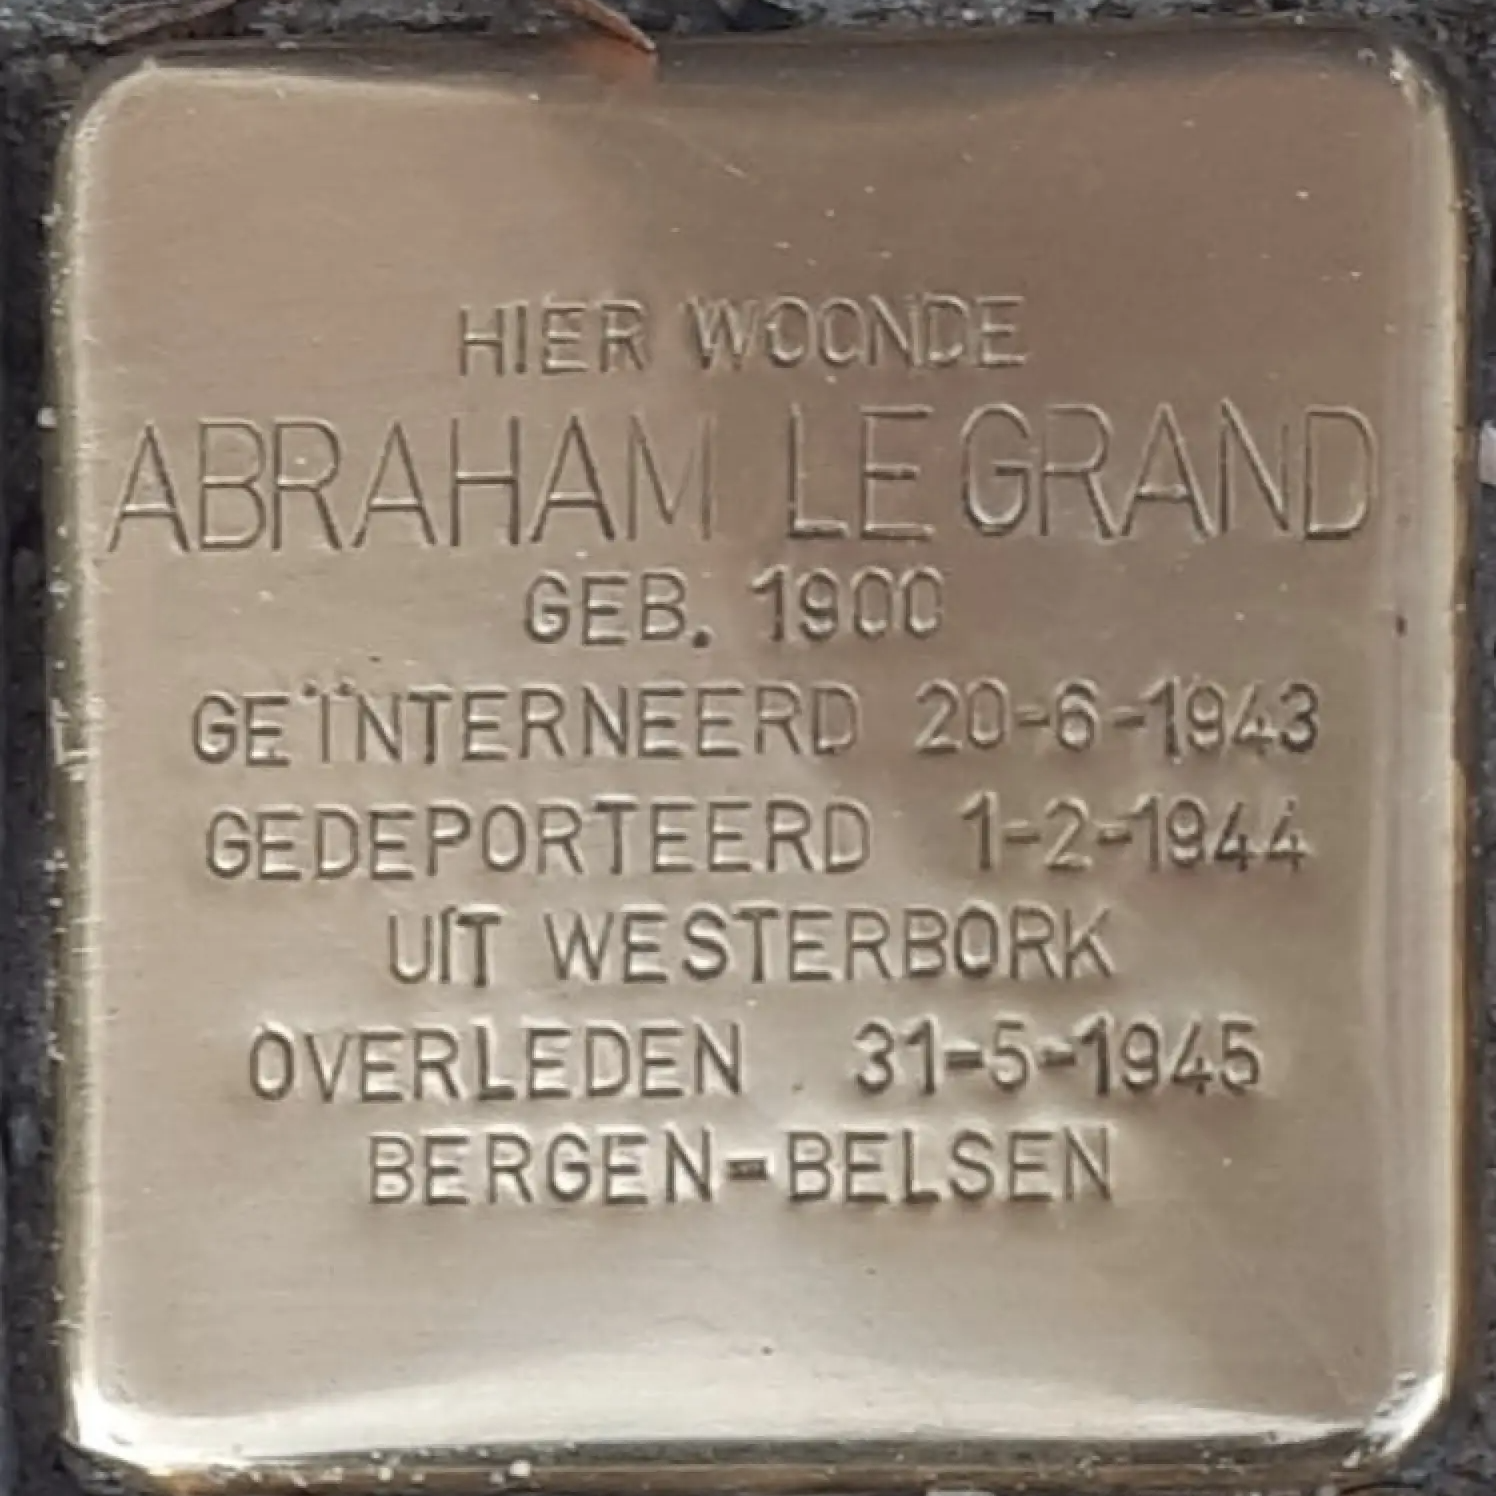 HIER WOONDE
ABRAHAM LE GRAND
GEB. 1900
GEÏNTERNEERD 20-6-1943
GEDEPORTEERD 1-2-1944
UIT WESTERBORK
OVERLEDEN 31-5-1945
BERGEN-BELSEN